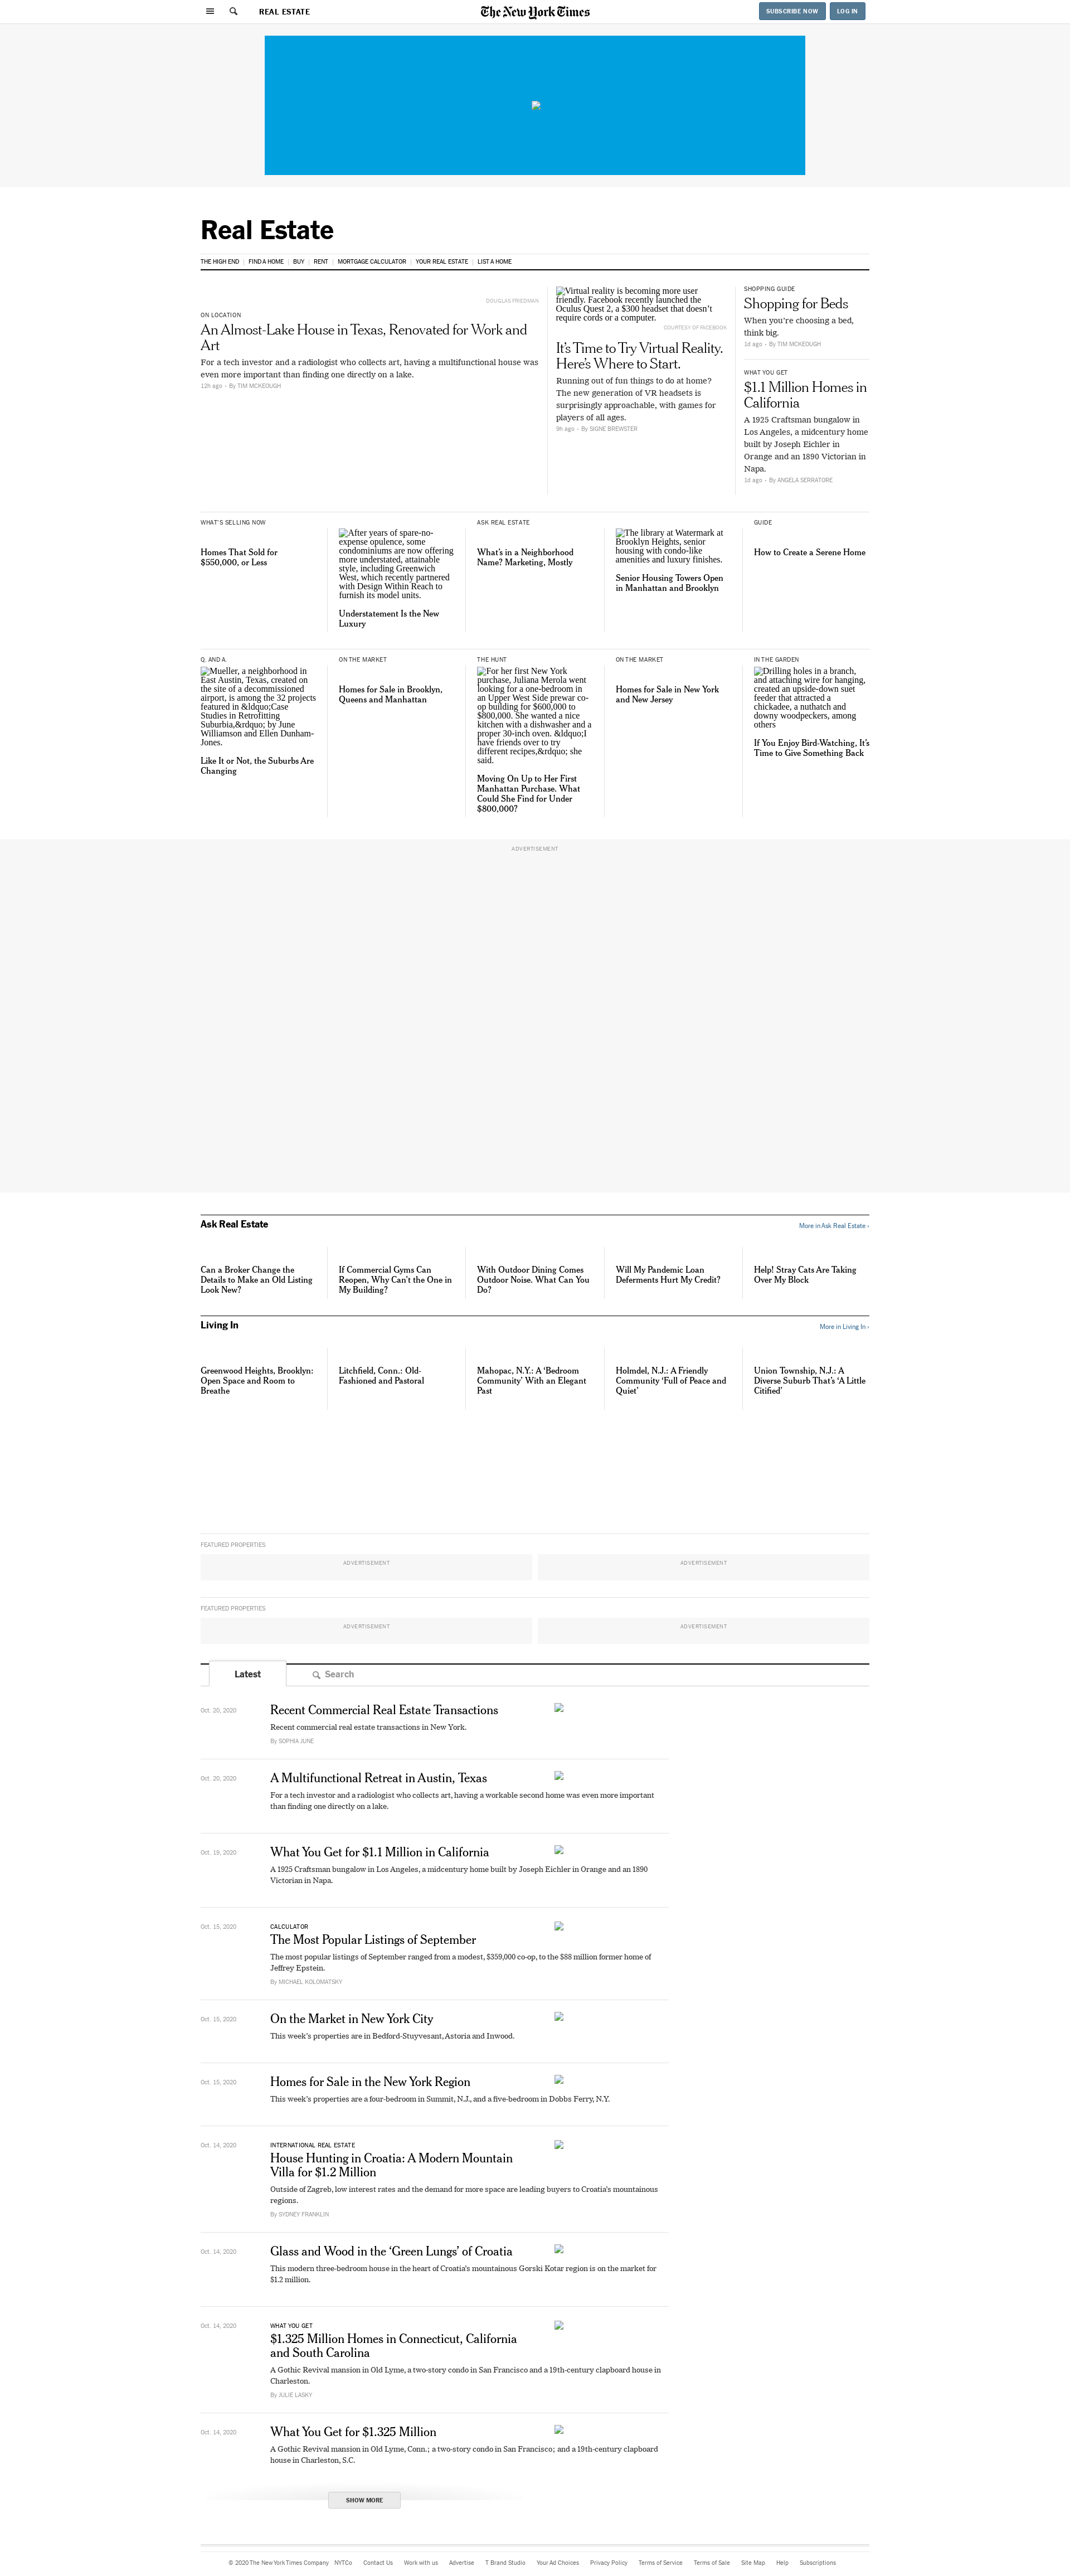 REAL ESTATE
The New York Times
SUBSCRIBE NOW
LOG IN
Real Estate
THE HIGH END
FIND A HOME
BUY
RENT
MORTGAGE CALCULATOR
YOUR REAL ESTATE
LIST A HOME
DOUGLAS FRIEDMAN
ON LOCATION
An Almost-Lake House in Texas, Renovated for Work and
Art
For a tech investor and a radiologist who collects art, having a multifunctional house was
even more important than finding one directly on a lake.
12h ago - By TIM MCKEOUGH
Virtual reality is becoming more user
friendly. Facebook recently launched the
Oculus Quest 2, a $300 headset that doesn't
require cords or a computer.
COURTESY OF FACEBOOK
It's Time to Try Virtual Reality.
Here's Where to Start.
Running out of fun things to do at home?
The new generation of VR headsets is
surprisingly approachable, with games for
players of all ages.
9h ago - By SIGNE BREWSTER
SHOPPING GUIDE
Shopping for Beds
When you're choosing a bed,
think big.
1d ago - By TIM MCKEOUGH
WHAT YOU GET
$1.1 Million Homes in
California
A 1925 Craftsman bungalow in
Los Angeles, a midcentury home
built by Joseph Eichler in
Orange and an 1890 Victorian in
Napa.
1d ago - By ANGELA SERRATORE
WHAT'S SELLING NOW
Homes That Sold for
$550,000, or Less
After years of spare-no-
expense opulence, some
condominiums are now offering
more understated, attainable
style, including Greenwich
West, which recently partnered
with Design Within Reach to
furnish its model units.
Understatement Is the New
Luxury
ASK REAL ESTATE
What's in a Neighborhood
Name? Marketing, Mostly
The library at Watermark at
Brooklyn Heights, senior
housing with condo-like
amenities and luxury finishes.
Senior Housing Towers Open
in Manhattan and Brooklyn
GUIDE
How to Create a Serene Home
Q. AND A.
Mueller, a neighborhood in
East Austin, Texas, created on
the site of a decommissioned
airport, is among the 32 projects
featured in &ldquo;Case
Studies in Retrofitting
Suburbia,&rdquo; by June
Williamson and Ellen Dunham-
Jones.
Like It or Not, the Suburbs Are
Changing
ON THE MARKET
Homes for Sale in Brooklyn,
Queens and Manhattan
THE HUNT
For her first New York
purchase, Juliana Merola went
looking for a one-bedroom in
an Upper West Side prewar co-
op building for $600,000 to
$800,000. She wanted a nice
kitchen with a dishwasher and a
proper 30-inch oven. &ldquo;I
have friends over to try
different recipes,&rdquo; she
said.
Moving On Up to Her First
Manhattan Purchase. What
Could She Find for Under
$800,000?
ON THE MARKET
Homes for Sale in New York
and New Jersey
IN THE GARDEN
Drilling holes in a branch,
and attaching wire for hanging,
created an upside-down suet
feeder that attracted a
chickadee, a nuthatch and
downy woodpeckers, among
others
If You Enjoy Bird-Watching, It's
Time to Give Something Back
ADVERTISEMENT
Ask Real Estate
More in Ask Real Estate ›
Can a Broker Change the
Details to Make an Old Listing
Look New?
If Commercial Gyms Can
Reopen, Why Can't the One in
My Building?
With Outdoor Dining Comes
Outdoor Noise. What Can You
Do?
Will My Pandemic Loan
Deferments Hurt My Credit?
Help! Stray Cats Are Taking
Over My Block
Living In
More in Living In ›
Greenwood Heights, Brooklyn:
Open Space and Room to
Breathe
Litchfield, Conn.: Old-
Fashioned and Pastoral
Mahopac, N.Y.: A 'Bedroom
Community' With an Elegant
Past
Holmdel, N.J.: A Friendly
Community 'Full of Peace and
Quiet'
Union Township, N.J.: A
Diverse Suburb That's 'A Little
Citified'
FEATURED PROPERTIES
ADVERTISEMENT
ADVERTISEMENT
FEATURED PROPERTIES
ADVERTISEMENT
ADVERTISEMENT
Latest
Search
Oct. 20, 2020
Recent Commercial Real Estate Transactions
Recent commercial real estate transactions in New York.
By SOPHIA JUNE
Oct. 20, 2020
A Multifunctional Retreat in Austin, Texas
For a tech investor and a radiologist who collects art, having a workable second home was even more important
than finding one directly on a lake.
Oct. 19, 2020
What You Get for $1.1 Million in California
A 1925 Craftsman bungalow in Los Angeles, a midcentury home built by Joseph Eichler in Orange and an 1890
Victorian in Napa.
Oct. 15, 2020
CALCULATOR
The Most Popular Listings of September
The most popular listings of September ranged from a modest, $359,000 co-op, to the $88 million former home of
Jeffrey Epstein.
By MICHAEL KOLOMATSKY
Oct. 15, 2020
On the Market in New York City
This week's properties are in Bedford-Stuyvesant, Astoria and Inwood.
Oct. 15, 2020
Homes for Sale in the New York Region
This week's properties are a four-bedroom in Summit, N.J., and a five-bedroom in Dobbs Ferry, N.Y.
Oct. 14, 2020
INTERNATIONAL REAL ESTATE
House Hunting in Croatia: A Modern Mountain
Villa for $1.2 Million
Outside of Zagreb, low interest rates and the demand for more space are leading buyers to Croatia's mountainous
regions.
By SYDNEY FRANKLIN
Oct. 14, 2020
Glass and Wood in the 'Green Lungs' of Croatia
This modern three-bedroom house in the heart of Croatia's mountainous Gorski Kotar region is on the market for
$1.2 million.
Oct. 14, 2020
WHAT YOU GET
$1.325 Million Homes in Connecticut, California
and South Carolina
A Gothic Revival mansion in Old Lyme, a two-story condo in San Francisco and a 19th-century clapboard house in
Charleston.
By JULIE LASKY
Oct. 14, 2020
What You Get for $1.325 Million
A Gothic Revival mansion in Old Lyme, Conn.; a two-story condo in San Francisco; and a 19th-century clapboard
house in Charleston, S.C.
SHOW MORE
© 2020 The New York Times Company
NYTCo
Contact Us
Work with us
Advertise
T Brand Studio
Your Ad Choices
Privacy Policy
Terms of Service
Terms of Sale
Site Map
Help
Subscriptions